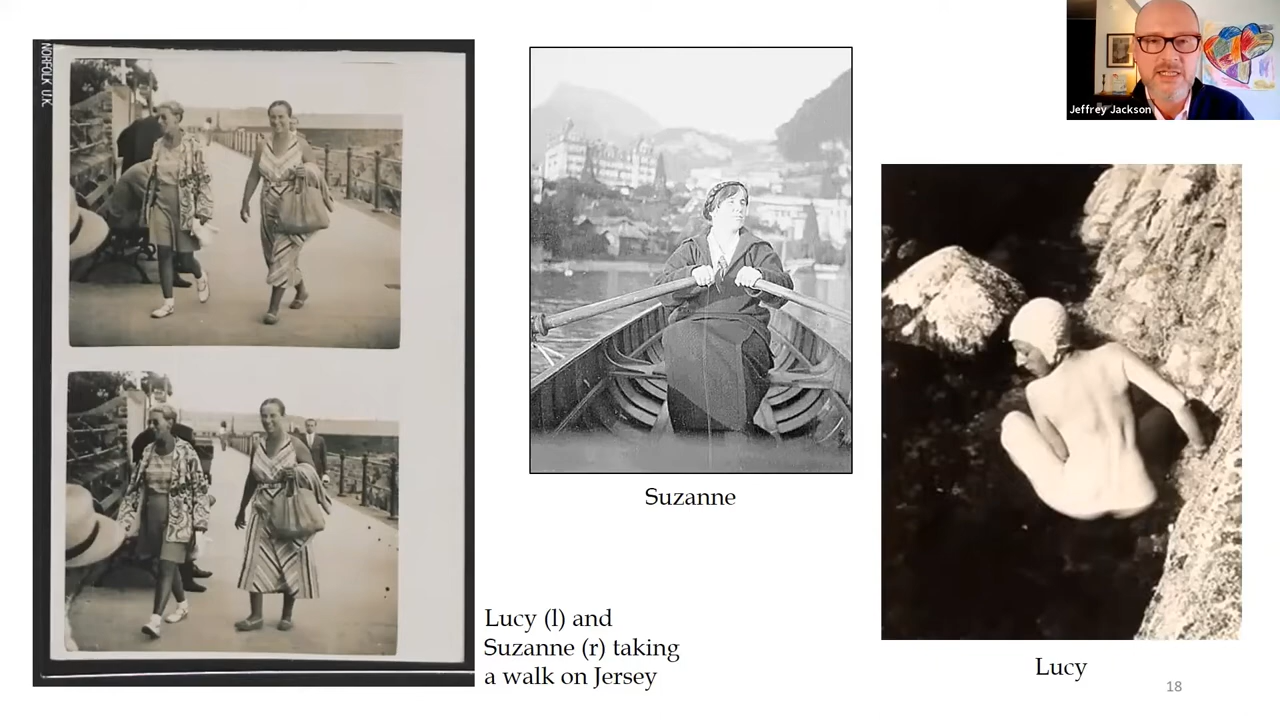 NORFOLK U.K.
Jeffrey Jackson
Suzanne
Lucy (l) and
Suzanne (r) taking
a walk on Jersey
Lucy
18